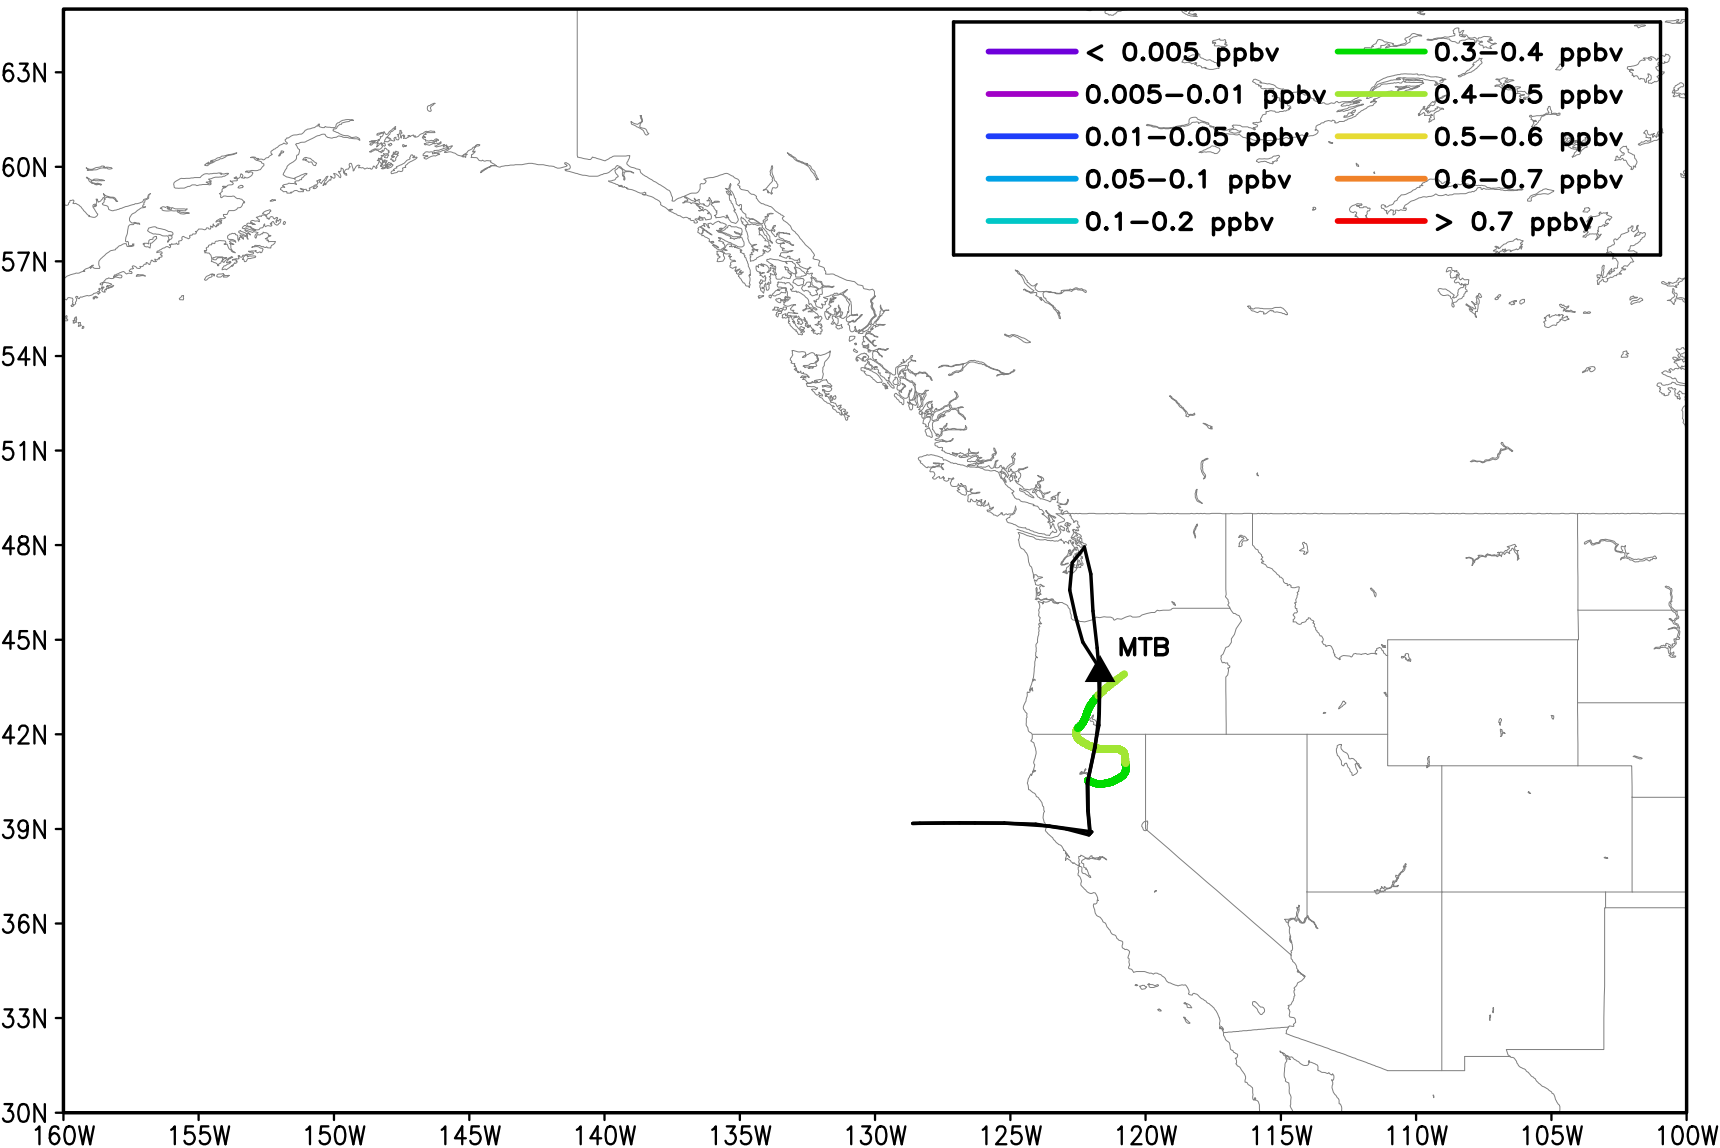 < 0.005 ppbv
0.005-0.01 ppbv
0.01-0.05 ppbv
0.05-0.1 ppbv
0.1-0.2 ppbv
0.3-0.4 ppbv
0.4-0.5 ppbv
0.5-0.6 ppbv
0.6-0.7 ppbv
> 0.7 ppbv
63N
60N
57N
54N
51N
48N
45N
42N
39N
36N
33N
30N
MTB
160W 155W 150W 145W 140W 135W 130W 125W 120W 115W 110W 105W 100W